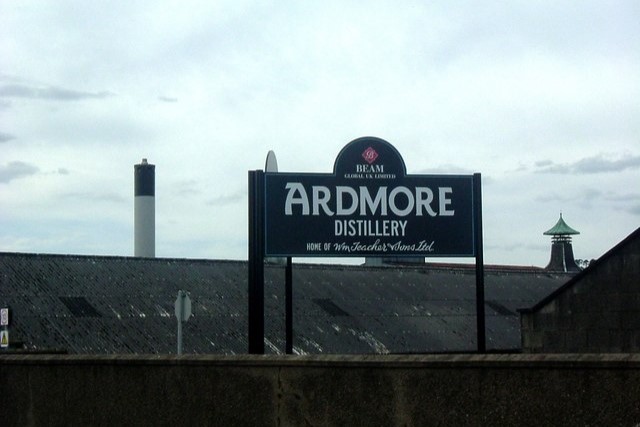 B
BEAM
GLOBAL UK LIMITED
ARDMORE
DISTILLERY
HOME OF Wm Teacher & Sons Ltd